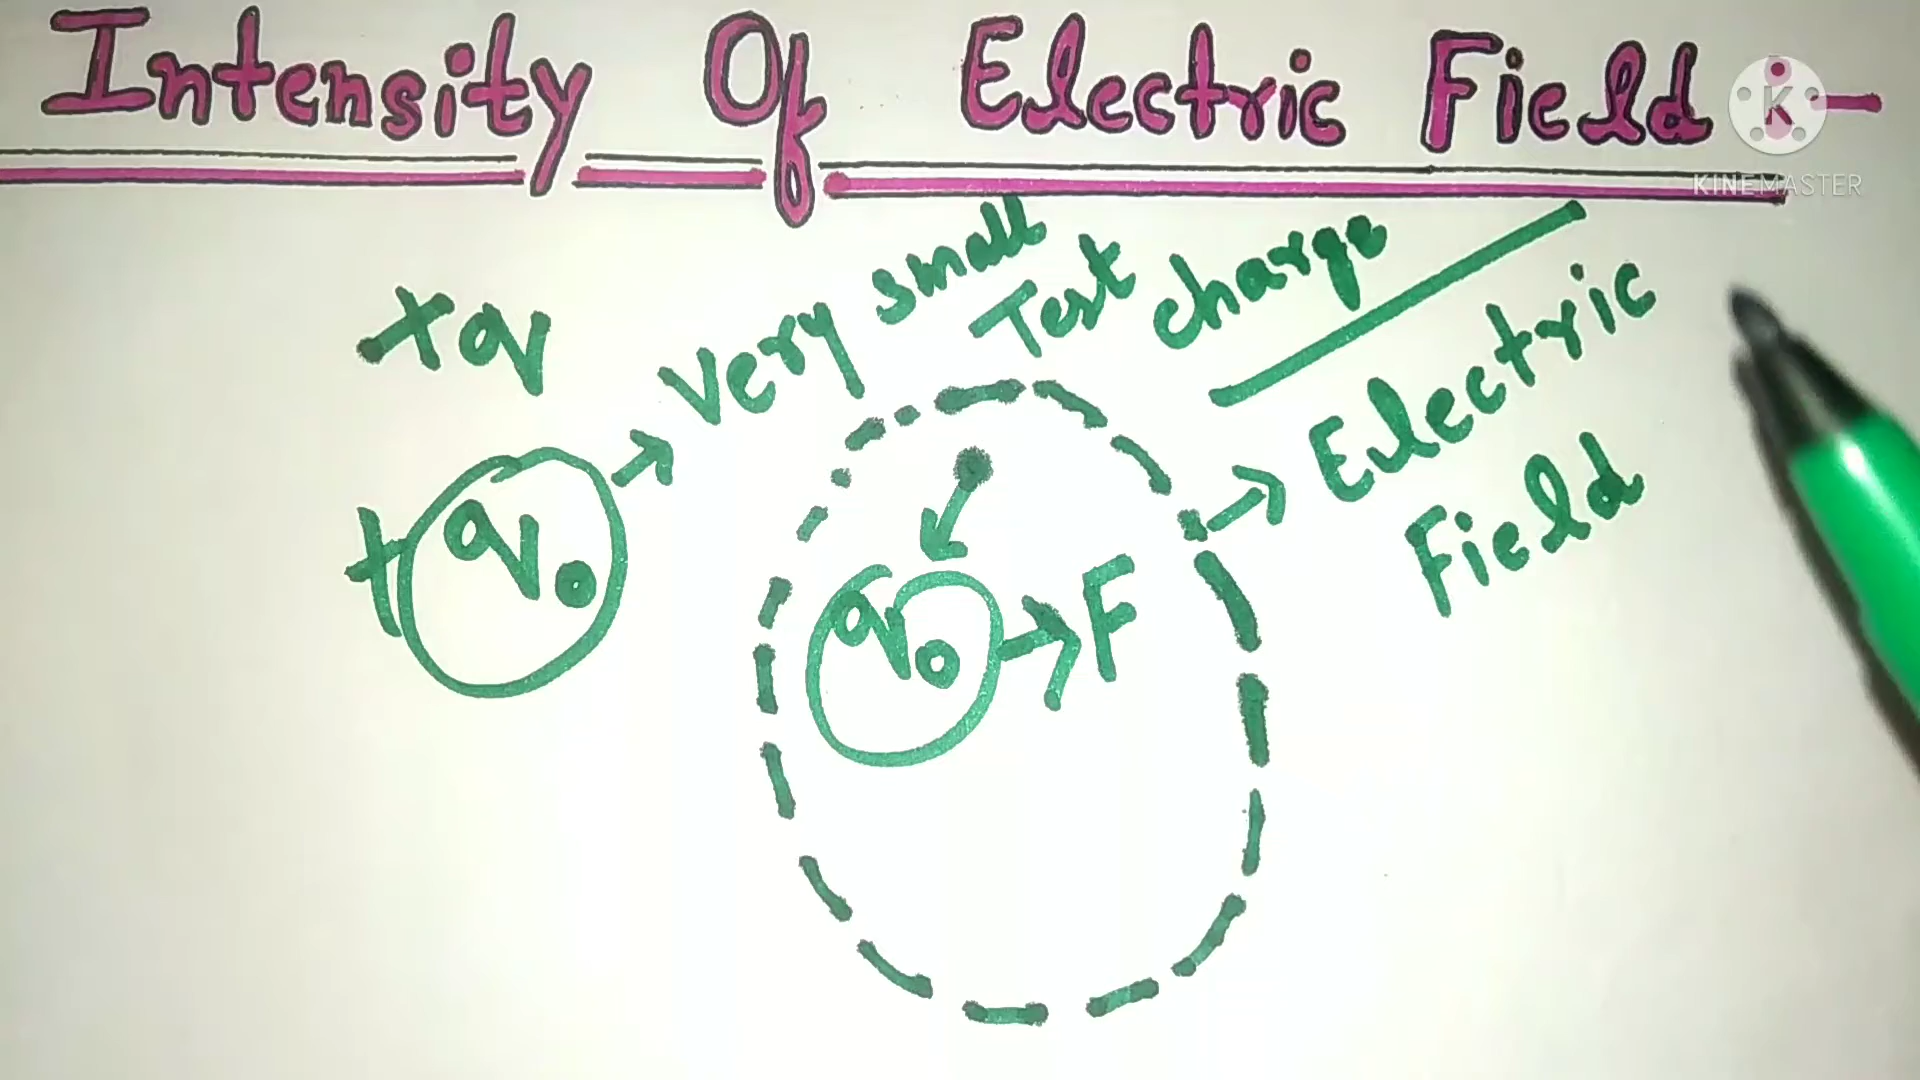 Intensity Of Electric Field -
K
KINEMASTER
+q
+q₀ → Very small Test charge
q₀ → F
→ Electric Field